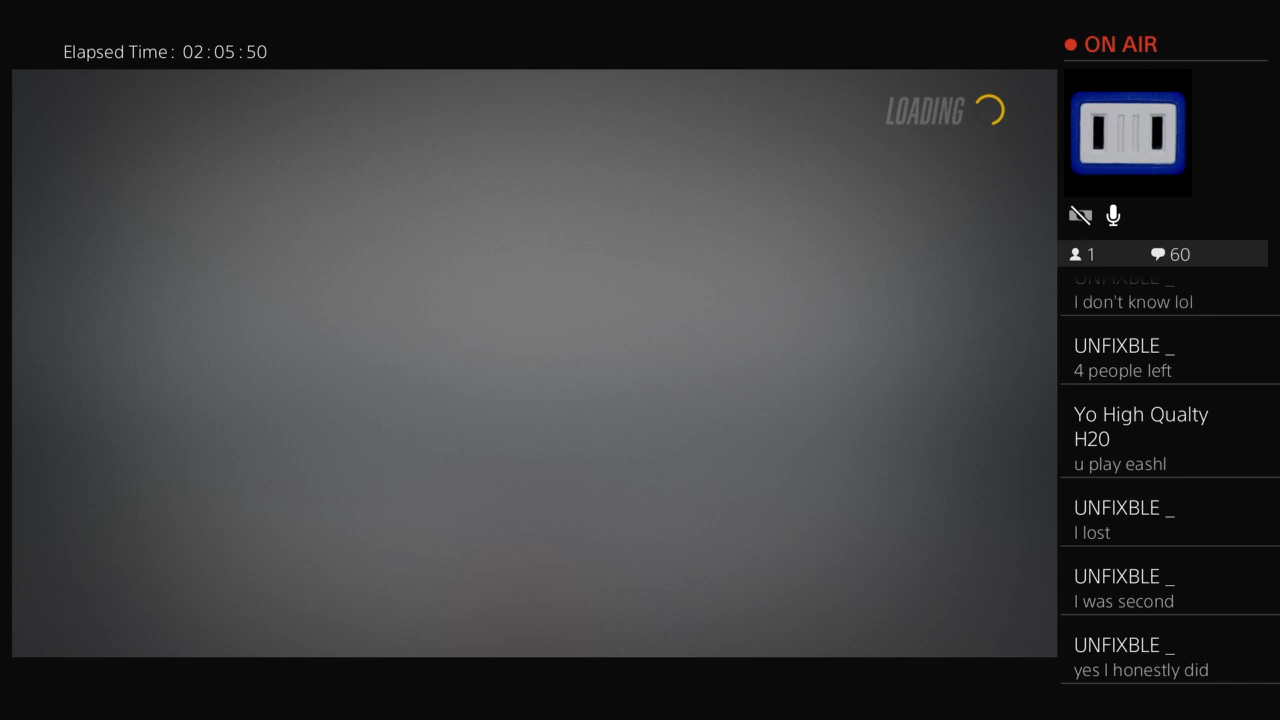 Elapsed Time: 02:05:50
ON AIR
LOADING
1 60
UNFIXBLE _
I don't know lol
UNFIXBLE _
4 people left
Yo High Qualty
H20
u play eashl
UNFIXBLE _
I lost
UNFIXBLE _
I was second
UNFIXBLE _
yes I honestly did